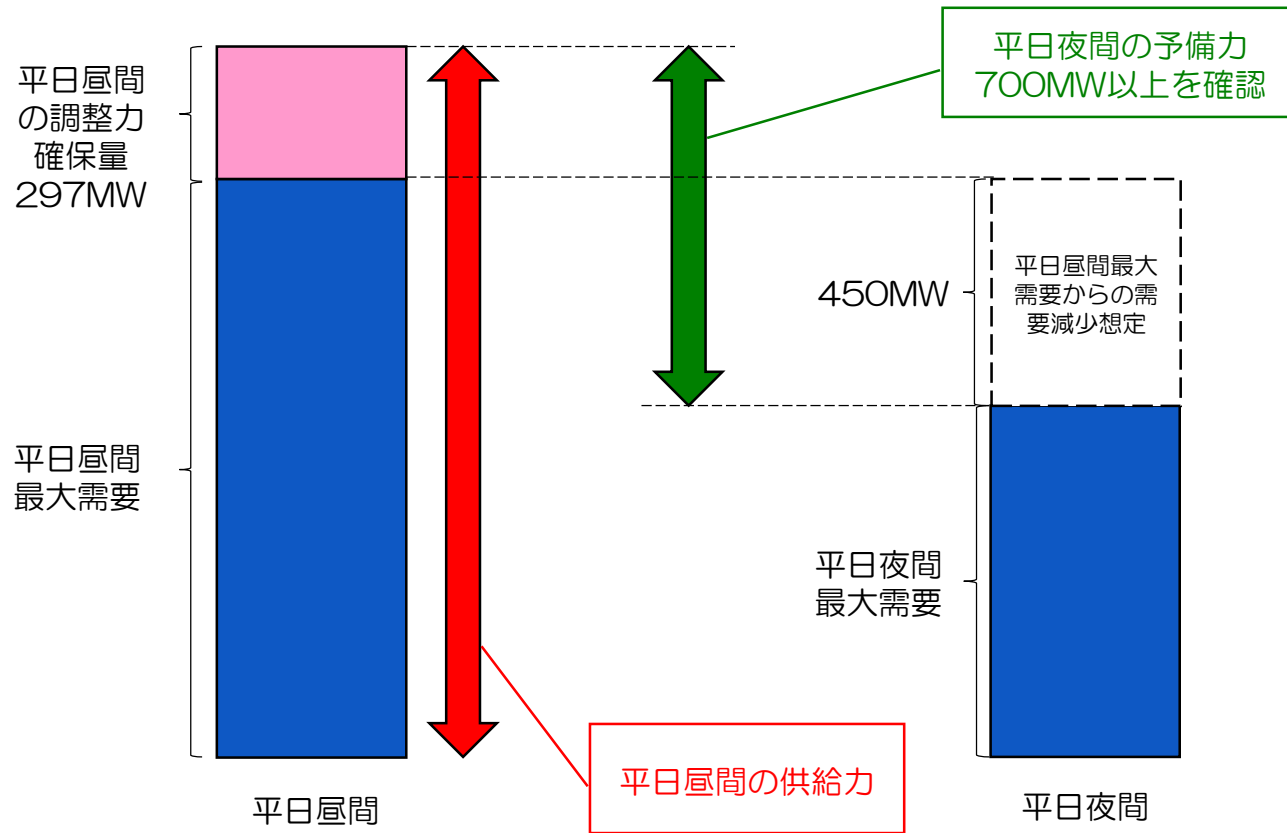 平日夜間の予備力
700MW以上を確認
平日昼間
の調整力
確保量
297MW
平日昼間最大
需要からの需
要減少想定
450MW
平日昼間
最大需要
平日夜間
最大需要
平日昼間の供給力
平日昼間
平日夜間